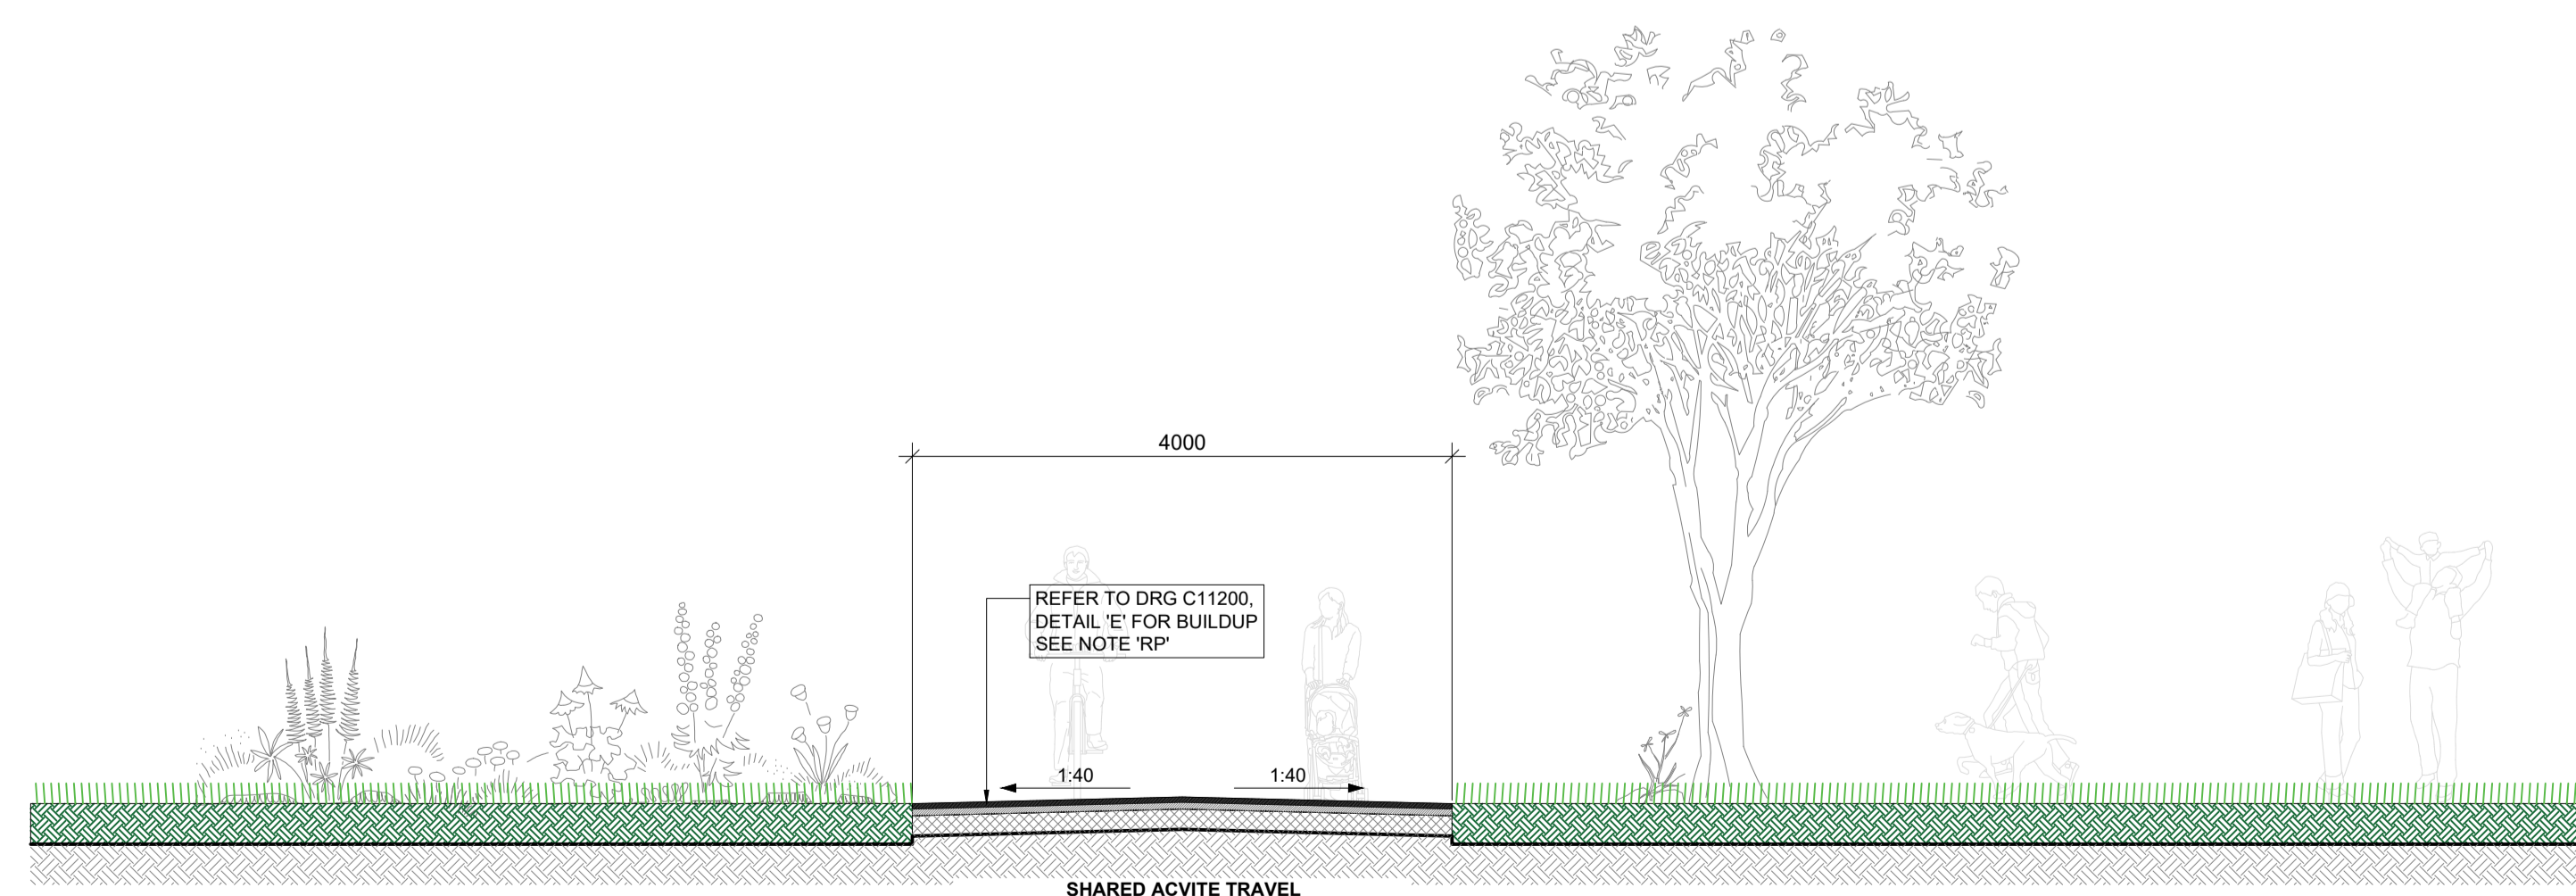 4000
REFER TO DRG C11200,
DETAIL 'E' FOR BUILDUP
SEE NOTE 'RP'
1:40 1:40
SHARED ACVITE TRAVEL